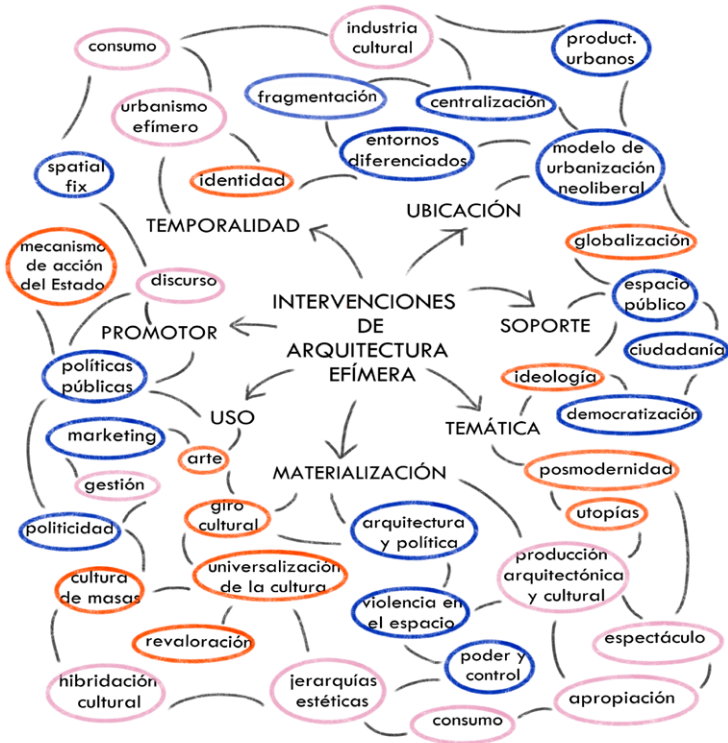 industria
cultural
consumo
product.
urbanos
fragmentación
centralización
urbanismo
efímero
entornos
diferenciados
modelo de
urbanización
neoliberal
spatial
fix
identidad
UBICACIÓN
TEMPORALIDAD
mecanismo
de acción
del Estado
globalización
discurso
espacio
público
INTERVENCIONES
DE
ARQUITECTURA
EFÍMERA
PROMOTOR
SOPORTE
ciudadanía
políticas
públicas
ideología
democratización
USO
TEMÁTICA
marketing
arte
MATERIALIZACIÓN
posmodernidad
gestión
giro
cultural
utopías
arquitectura
y política
politicidad
producción
arquitectónica
y cultural
universalización
de la cultura
cultura
de masas
violencia en
el espacio
revaloración
espectáculo
poder y
control
hibridación
cultural
jerarquías
estéticas
apropiación
consumo